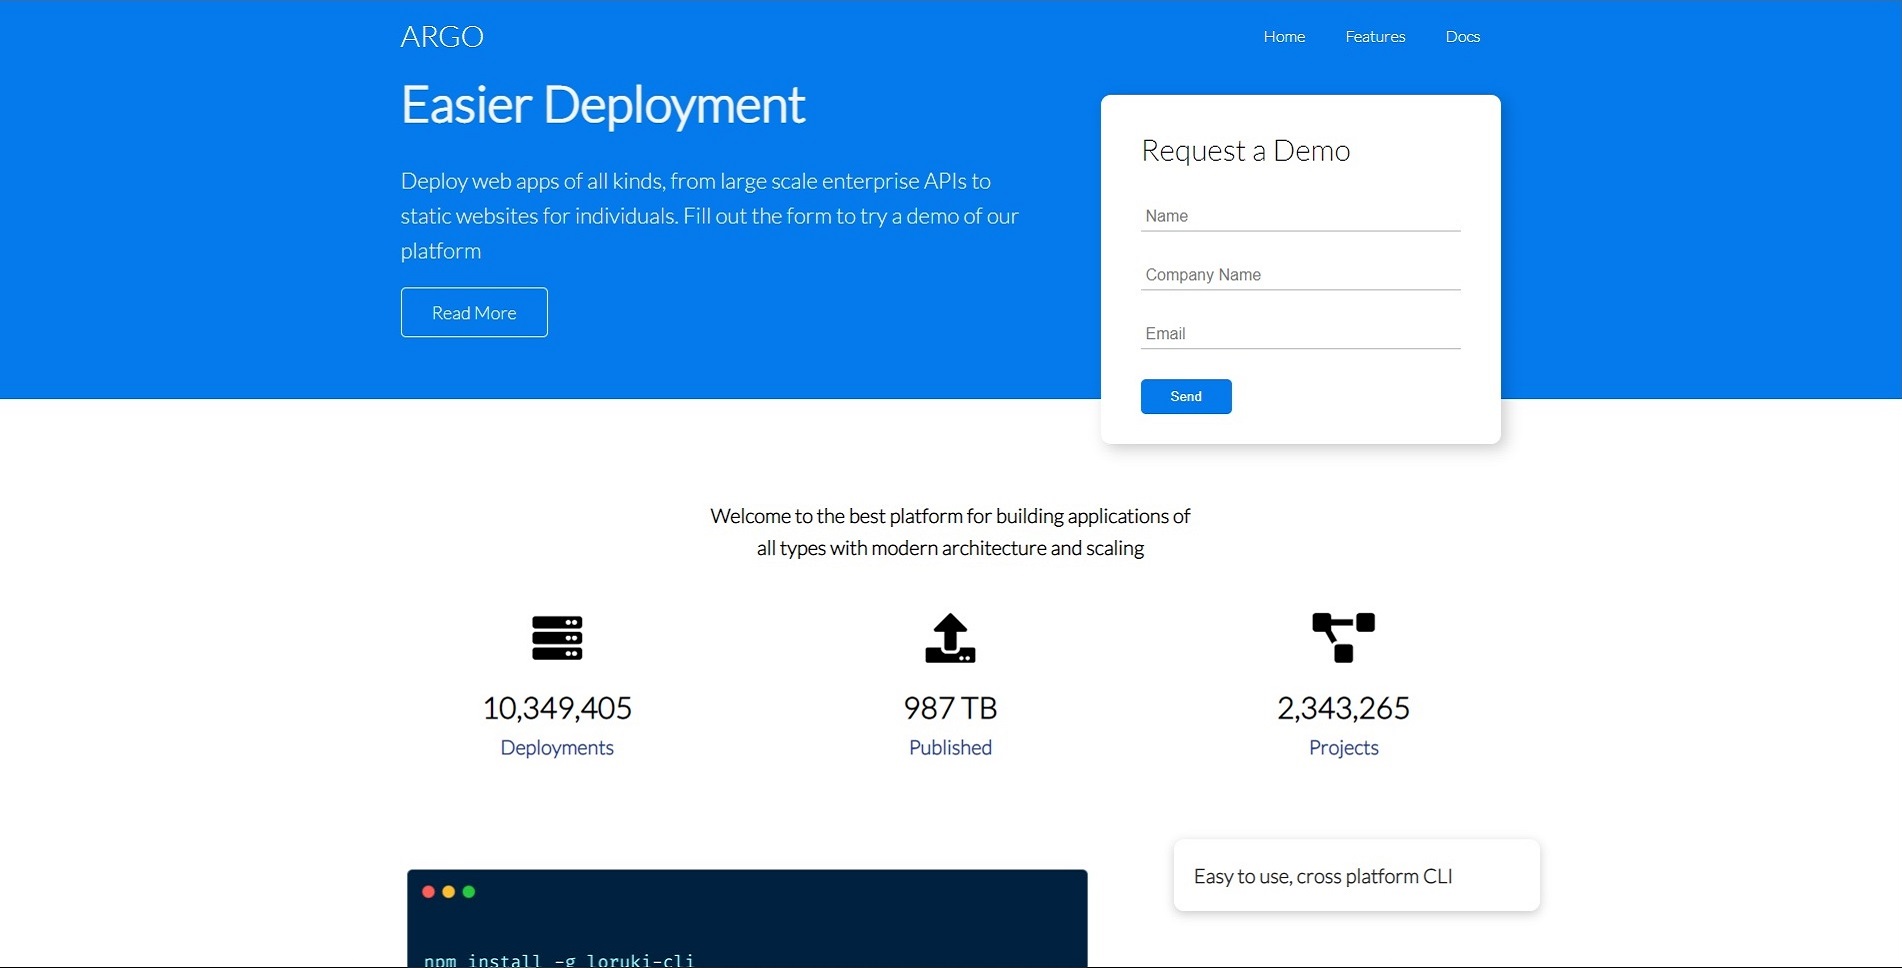 ARGO
Home Features Docs
Easier Deployment
Deploy web apps of all kinds, from large scale enterprise APIs to
static websites for individuals. Fill out the form to try a demo of our
platform
Read More
Request a Demo
Name
Company Name
Email
Send
Welcome to the best platform for building applications of
all types with modern architecture and scaling
10,349,405
Deployments
987 TB
Published
2,343,265
Projects
npm install -g loruki-cli
Easy to use, cross platform CLI